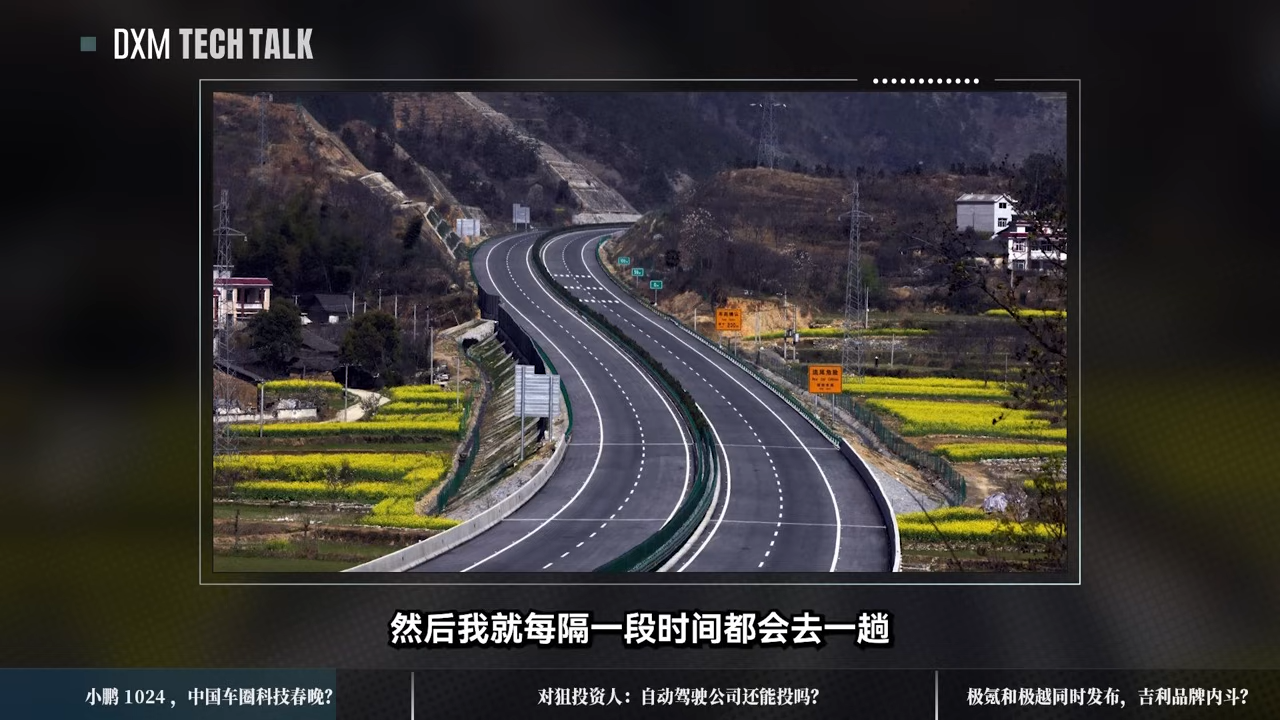 DXM TECH TALK
然后我就每隔一段时间都会去一趟
小鹏 1024，中国车圈科技春晚？
对狙投资人：自动驾驶公司还能投吗？
极氪和极越同时发布，吉利品牌内斗？